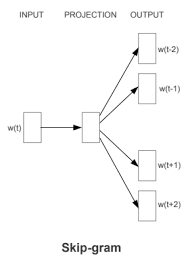 INPUT PROJECTION OUTPUT
w(t-2)
w(t-1)
w(t)
w(t+1)
w(t+2)
Skip-gram